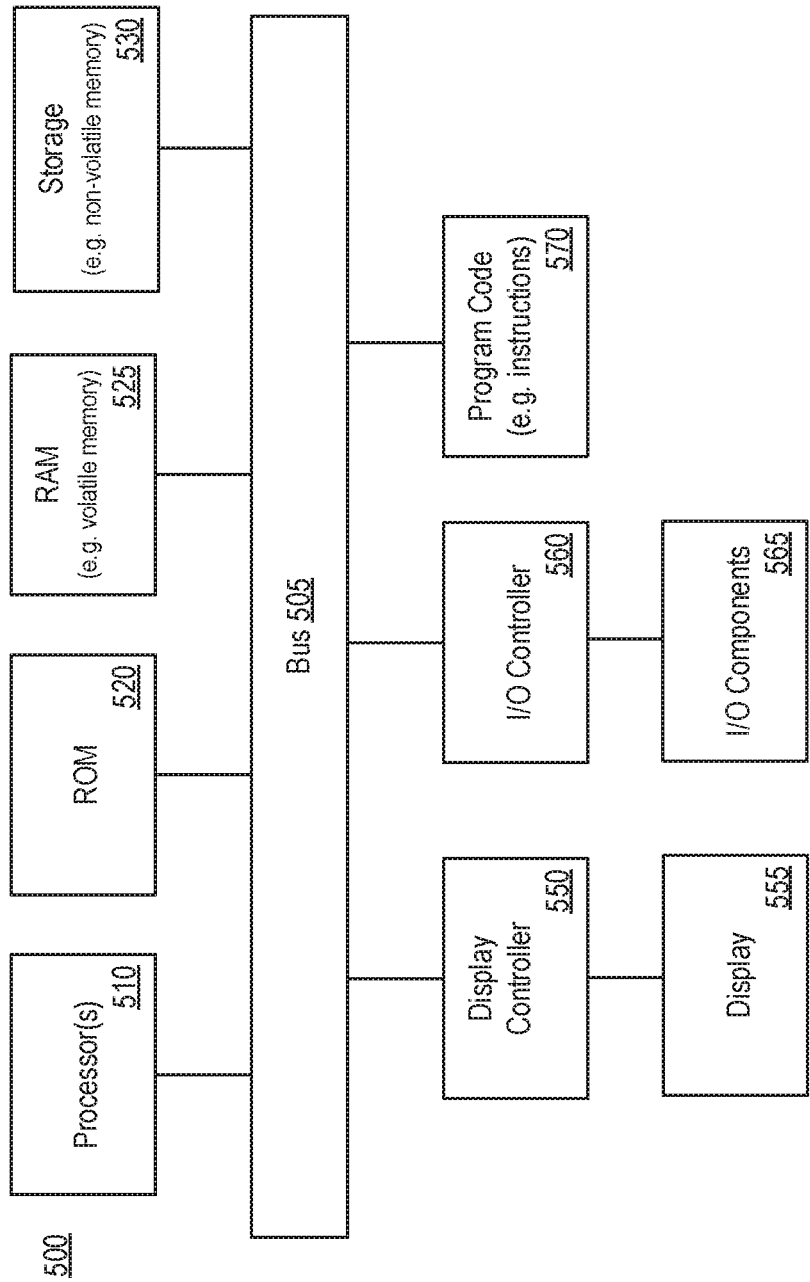 500
Processor(s)
510
ROM
520
RAM
(e.g. volatile memory)
525
Storage
(e.g. non-volatile memory)
530
Bus 505
Display
Controller
550
I/O Controller
560
Program Code
(e.g. instructions)
570
Display
555
I/O Components
565